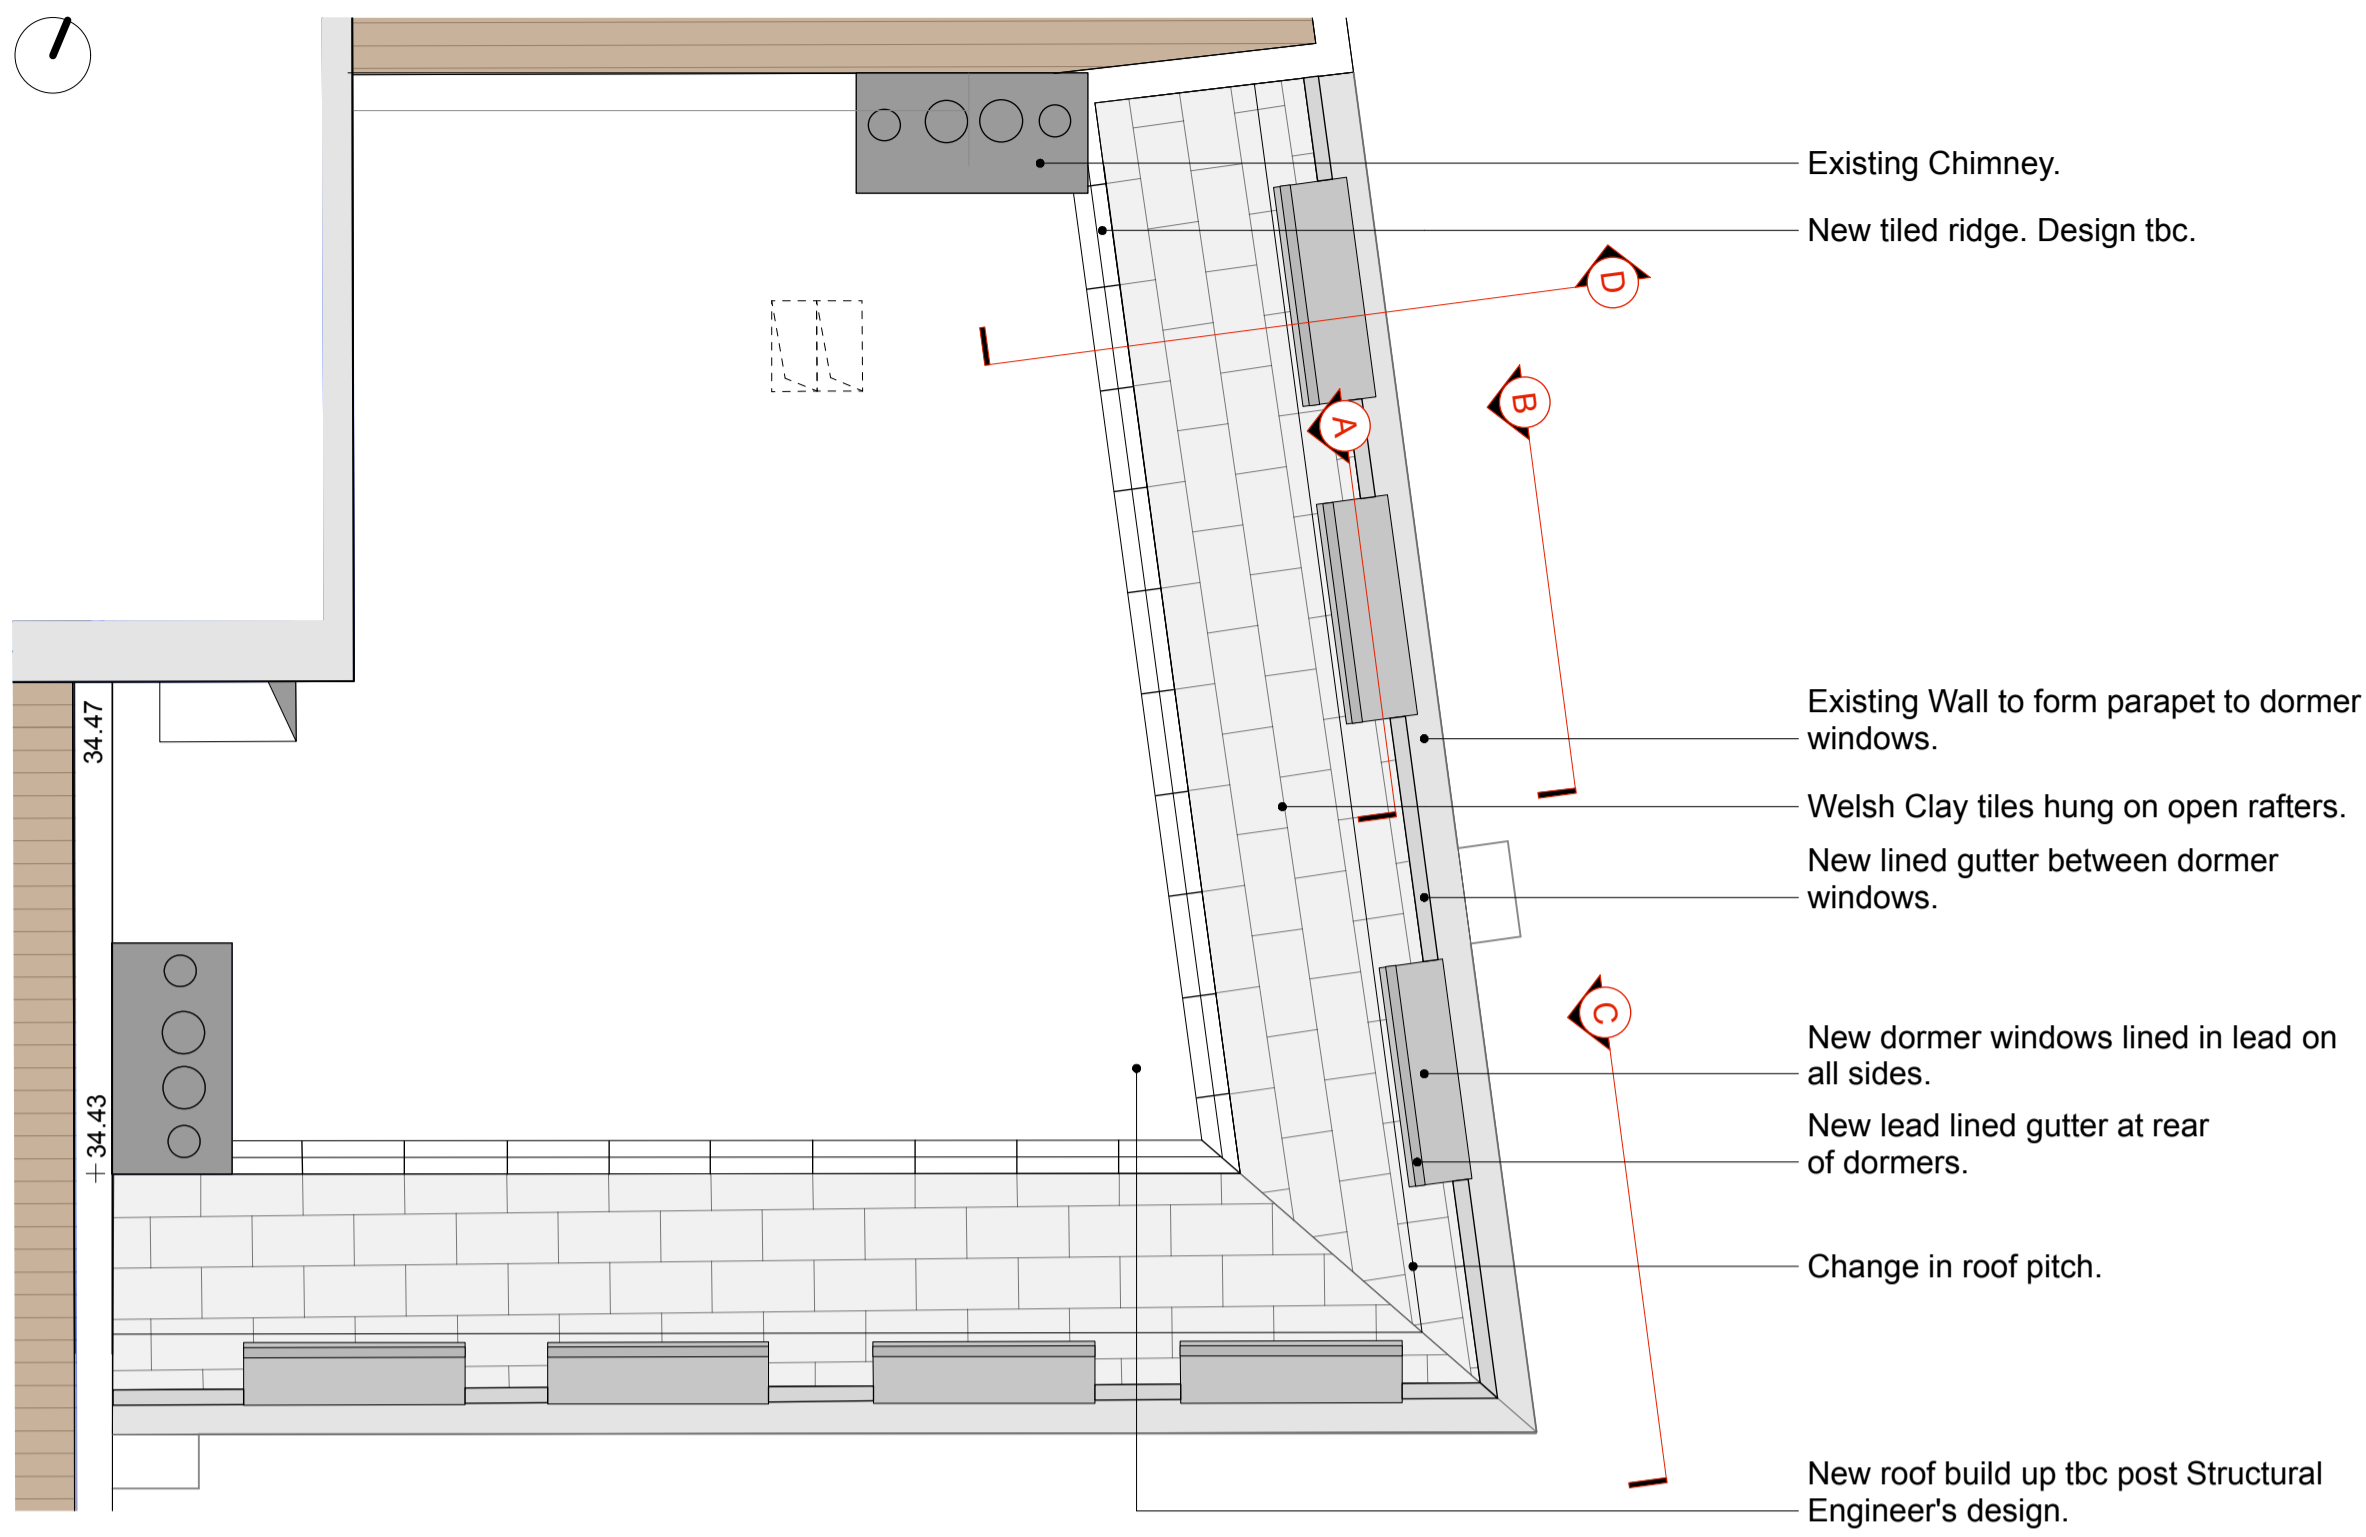 Existing Chimney.
New tiled ridge. Design tbc.
D
B
A
Existing Wall to form parapet to dormer
windows.
34.47
Welsh Clay tiles hung on open rafters.
New lined gutter between dormer
windows.
C
New dormer windows lined in lead on
all sides.
34.43
New lead lined gutter at rear
of dormers.
Change in roof pitch.
New roof build up tbc post Structural
Engineer's design.